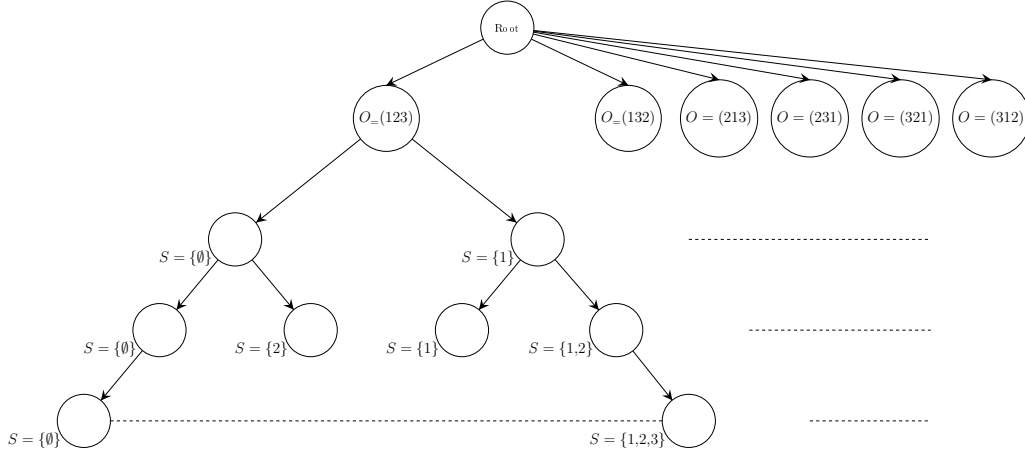 Root
O=(123)
O=(132)
O = (213)
O = (231)
O = (321)
O = (312)
S = {∅}
S = {1}
S = {∅}
S = {2}
S = {1}
S = {1,2}
S = {∅}
S = {1,2,3}